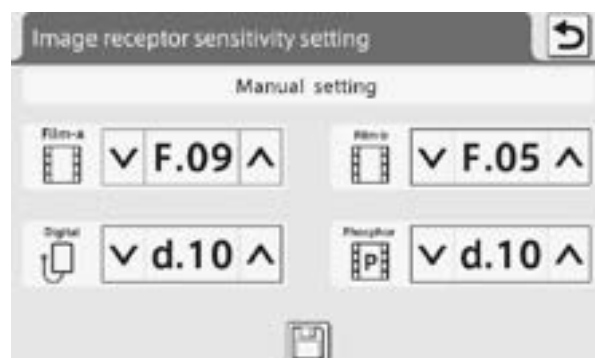 Image receptor sensitivity setting
Manual setting
Film-a
F.09
Film-b
F.05
Digital
d.10
Phosphor
P
d.10